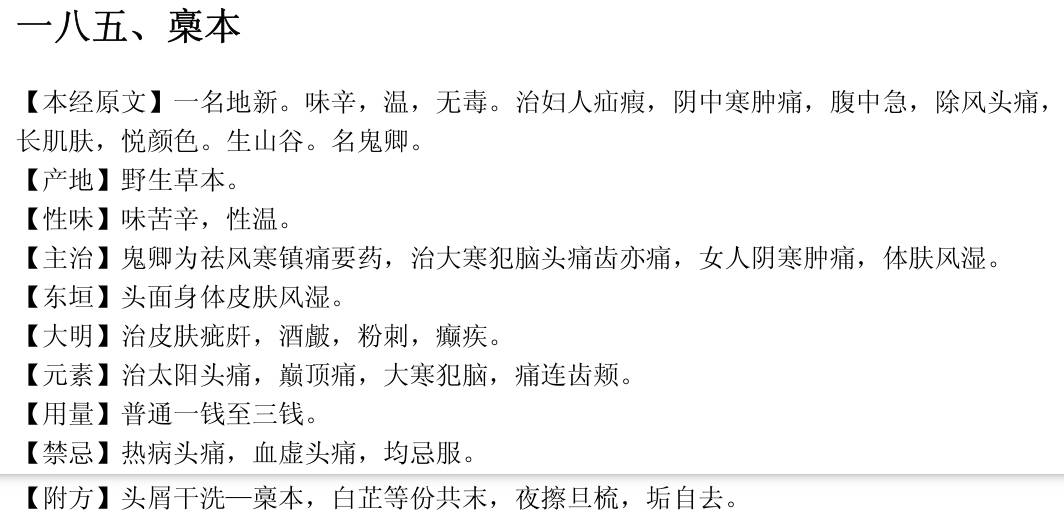 一八五、藁本
【本经原文】一名地新。味辛，温，无毒。治妇人疝瘕，阴中寒肿痛，腹中急，除风头痛，
长肌肤，悦颜色。生山谷。名鬼卿。
【产地】野生草本。
【性味】味苦辛，性温。
【主治】鬼卿为祛风寒镇痛要药，治大寒犯脑头痛齿亦痛，女人阴寒肿痛，体肤风湿。
【东垣】头面身体皮肤风湿。
【大明】治皮肤疵皯，酒齄，粉刺，癫疾。
【元素】治太阳头痛，巅顶痛，大寒犯脑，痛连齿颊。
【用量】普通一钱至三钱。
【禁忌】热病头痛，血虚头痛，均忌服。
【附方】头屑干洗—藁本，白芷等份共末，夜擦旦梳，垢自去。